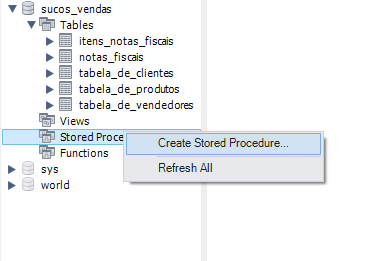 sucos_vendas
Tables
itens_notas_fiscais
notas_fiscais
tabela_de_clientes
tabela_de_produtos
tabela_de_vendedores
Views
Stored Proce
Create Stored Procedure...
Functions
Refresh All
sys
world